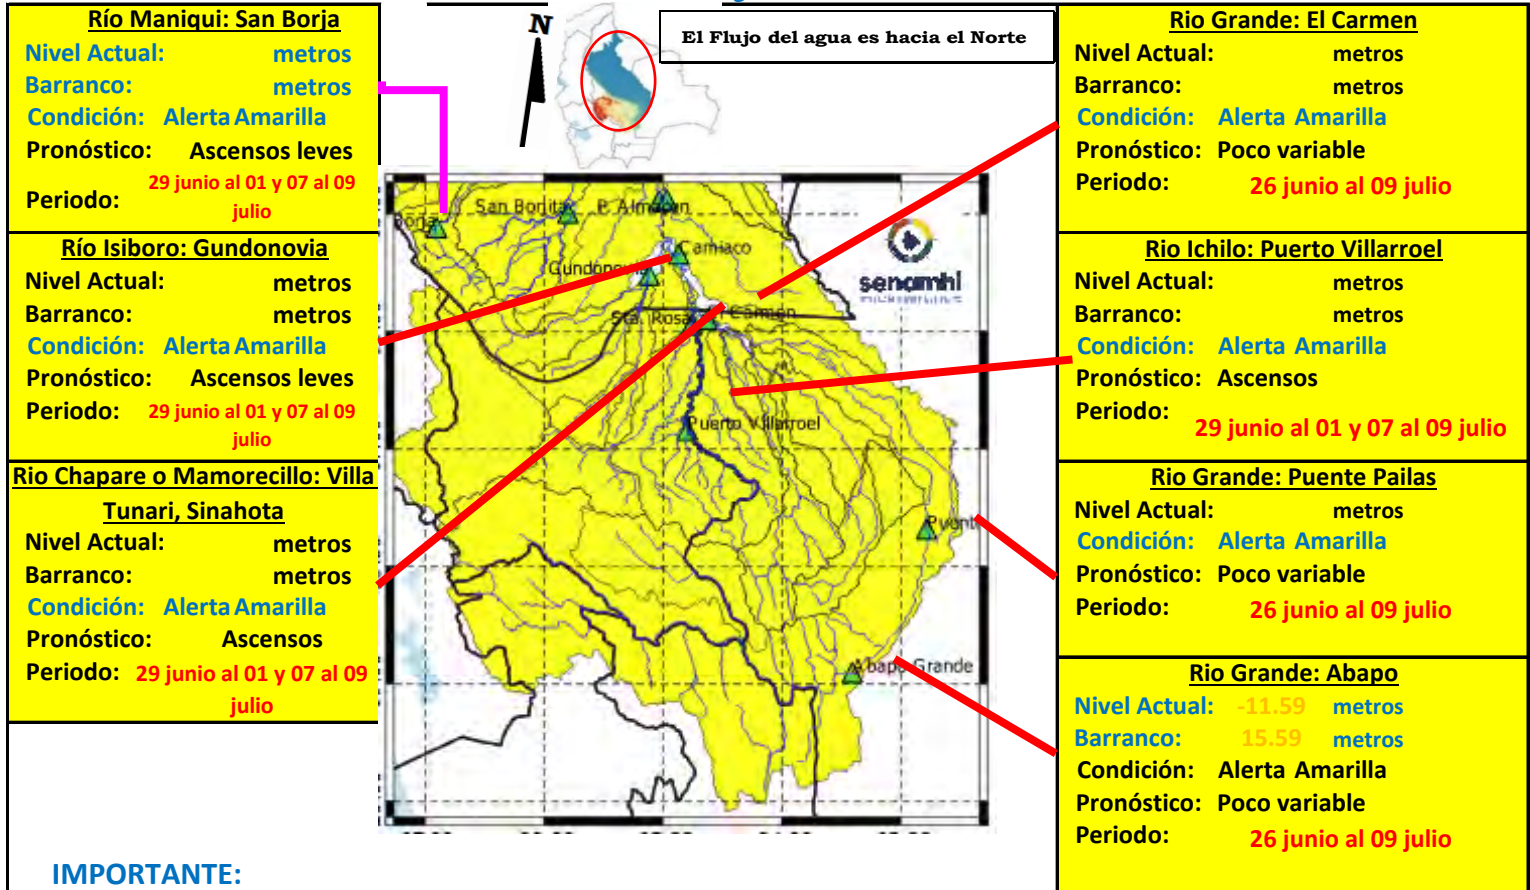 Río Maniqui: San Borja
Nivel Actual: metros
Barranco: metros
Condición: Alerta Amarilla
Pronóstico: Ascensos leves
Periodo: 29 junio al 01 y 07 al 09
julio
Río Isiboro: Gundonovia
Nivel Actual: metros
Barranco: metros
Condición: Alerta Amarilla
Pronóstico: Ascensos leves
Periodo: 29 junio al 01 y 07 al 09
julio
Rio Chapare o Mamorecillo: Villa
Tunari, Sinahota
Nivel Actual: metros
Barranco: metros
Condición: Alerta Amarilla
Pronóstico: Ascensos
Periodo: 29 junio al 01 y 07 al 09
julio
IMPORTANTE:
N
El Flujo del agua es hacia el Norte
San Bonita
P. Almacen
Borja
Camiaco
Gundonovia
senamhi
Sta. Rosa
Carmen
Puerto Villarroel
Puent
Abapo Grande
Rio Grande: El Carmen
Nivel Actual: metros
Barranco: metros
Condición: Alerta Amarilla
Pronóstico: Poco variable
Periodo: 26 junio al 09 julio
Rio Ichilo: Puerto Villarroel
Nivel Actual: metros
Barranco: metros
Condición: Alerta Amarilla
Pronóstico: Ascensos
Periodo:
29 junio al 01 y 07 al 09 julio
Rio Grande: Puente Pailas
Nivel Actual: metros
Condición: Alerta Amarilla
Pronóstico: Poco variable
Periodo: 26 junio al 09 julio
Rio Grande: Abapo
Nivel Actual: -11.59 metros
Barranco: 15.59 metros
Condición: Alerta Amarilla
Pronóstico: Poco variable
Periodo: 26 junio al 09 julio